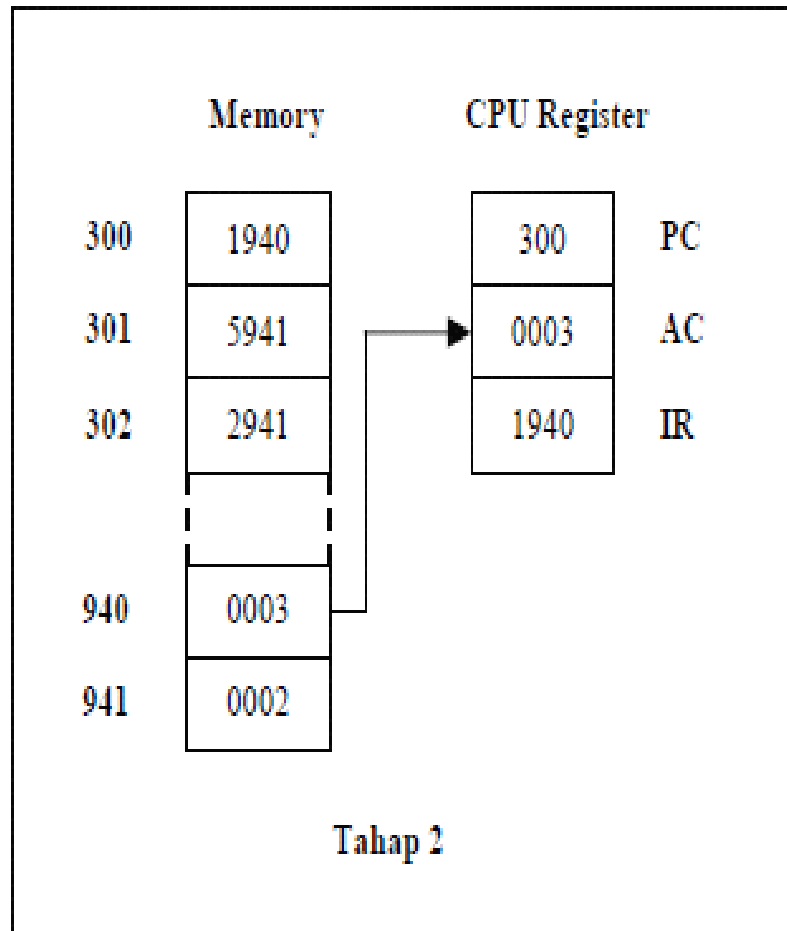 Memory CPU Register
300 1940 300 PC
301 5941 0003 AC
302 2941 1940 IR
940 0003
941 0002
Tahap 2